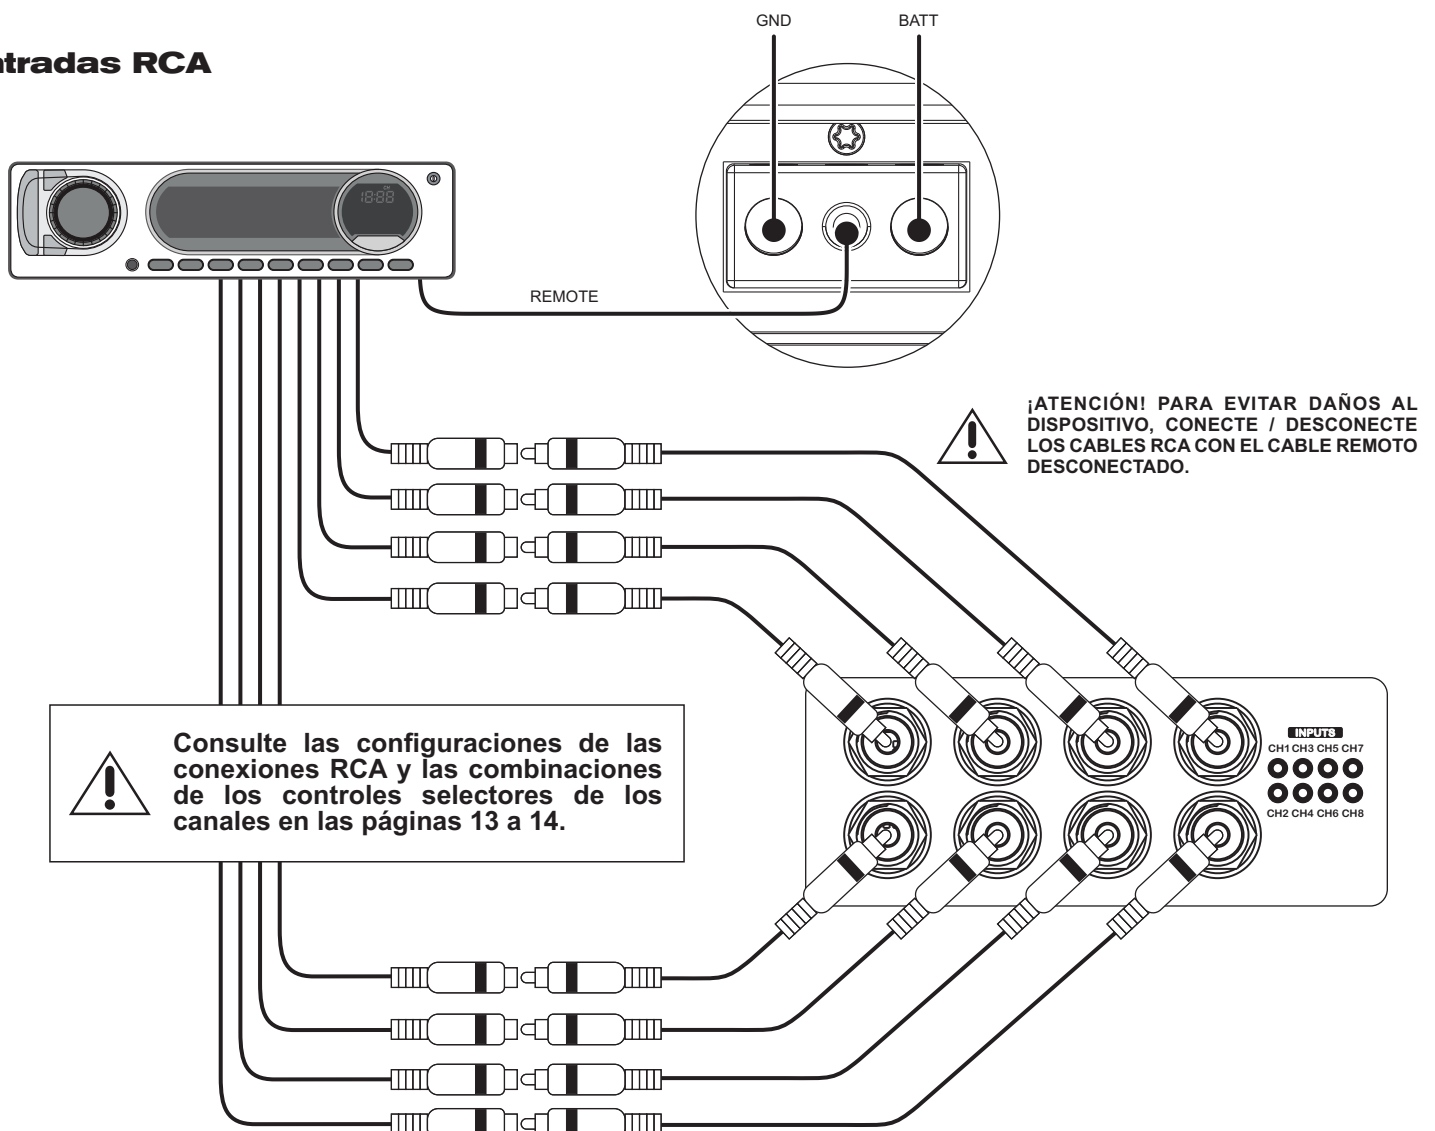 GND BATT
ntradas RCA
CH
18:88
REMOTE
¡ATENCIÓN! PARA EVITAR DAÑOS AL
DISPOSITIVO, CONECTE / DESCONECTE
LOS CABLES RCA CON EL CABLE REMOTO
DESCONECTADO.
Consulte las configuraciones de las
conexiones RCA y las combinaciones
de los controles selectores de los
canales en las páginas 13 a 14.
INPUTS
CH1 CH3 CH5 CH7
CH2 CH4 CH6 CH8